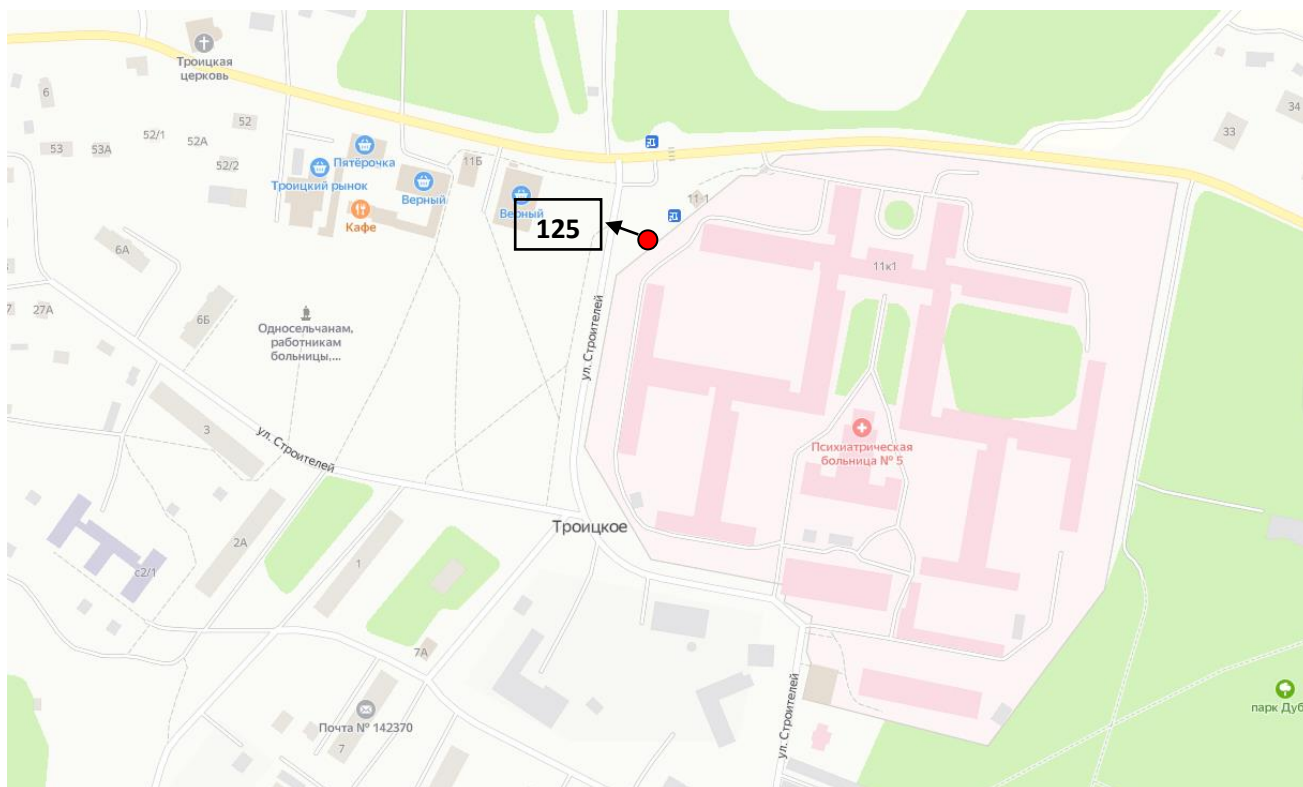 Троицкая
церковь
6
52
52/1
52А
53
53А
52/2
Пятёрочка
11Б
Троицкий рынок
Верный
Верный
Кафе
125
11-1
34
33
11к1
6А
27А
7
6Б
Односельчанам,
работникам
больницы,...
ул. Строителей
3
ул. Строителей
Психиатрическая
больница № 5
Троицкое
2А
1
с2/1
7А
Почта № 142370
7
ул. Строителей
парк Дуб